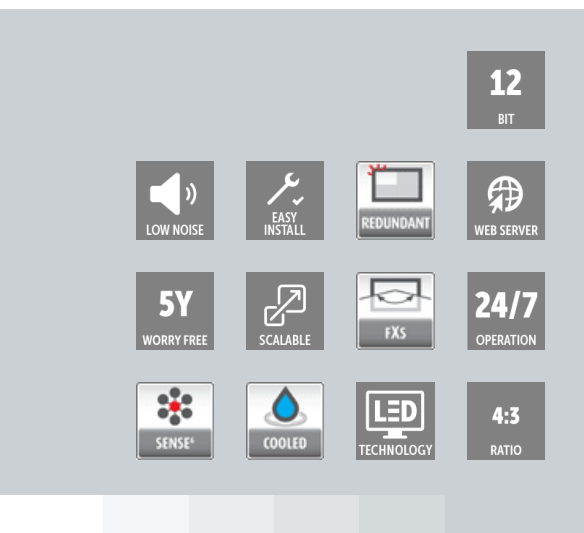 12
BIT
LOW NOISE
EASY
INSTALL
REDUNDANT
WEB SERVER
5Y
WORRY FREE
SCALABLE
FXS
24/7
OPERATION
SENSE⁶
COOLED
LED
TECHNOLOGY
4:3
RATIO